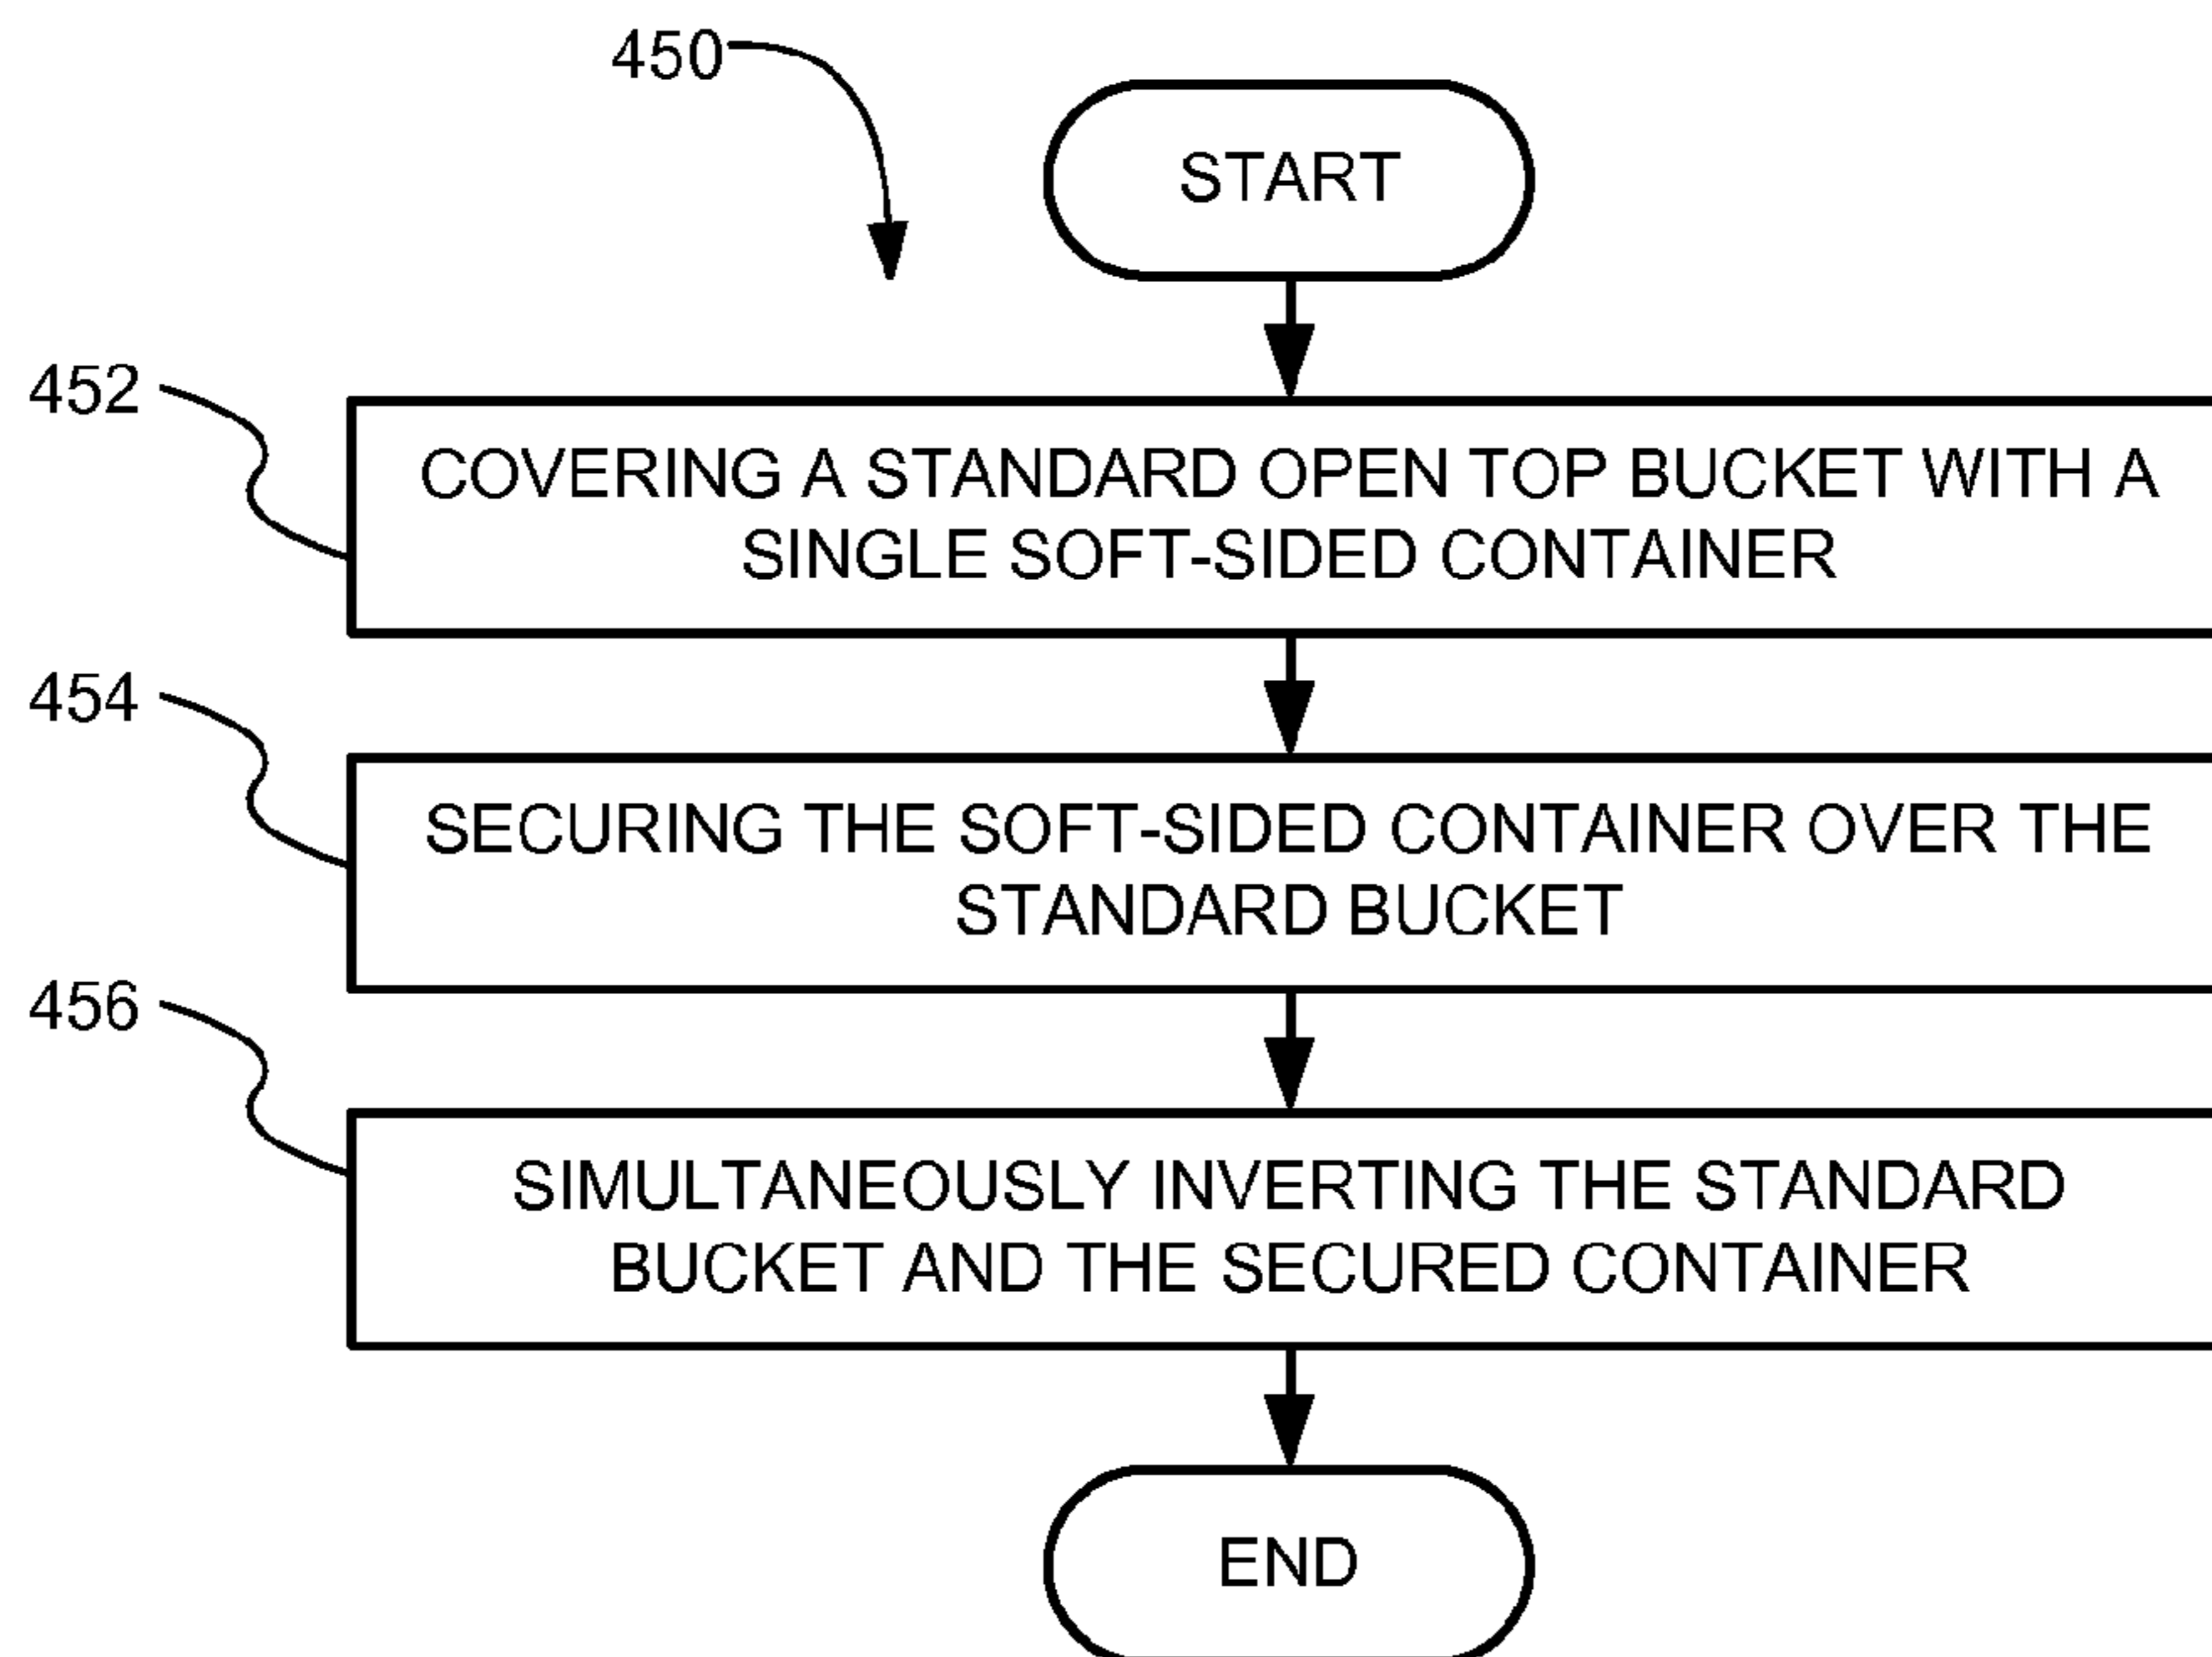 450
START
452
COVERING A STANDARD OPEN TOP BUCKET WITH A
SINGLE SOFT-SIDED CONTAINER
454
SECURING THE SOFT-SIDED CONTAINER OVER THE
STANDARD BUCKET
456
SIMULTANEOUSLY INVERTING THE STANDARD
BUCKET AND THE SECURED CONTAINER
END